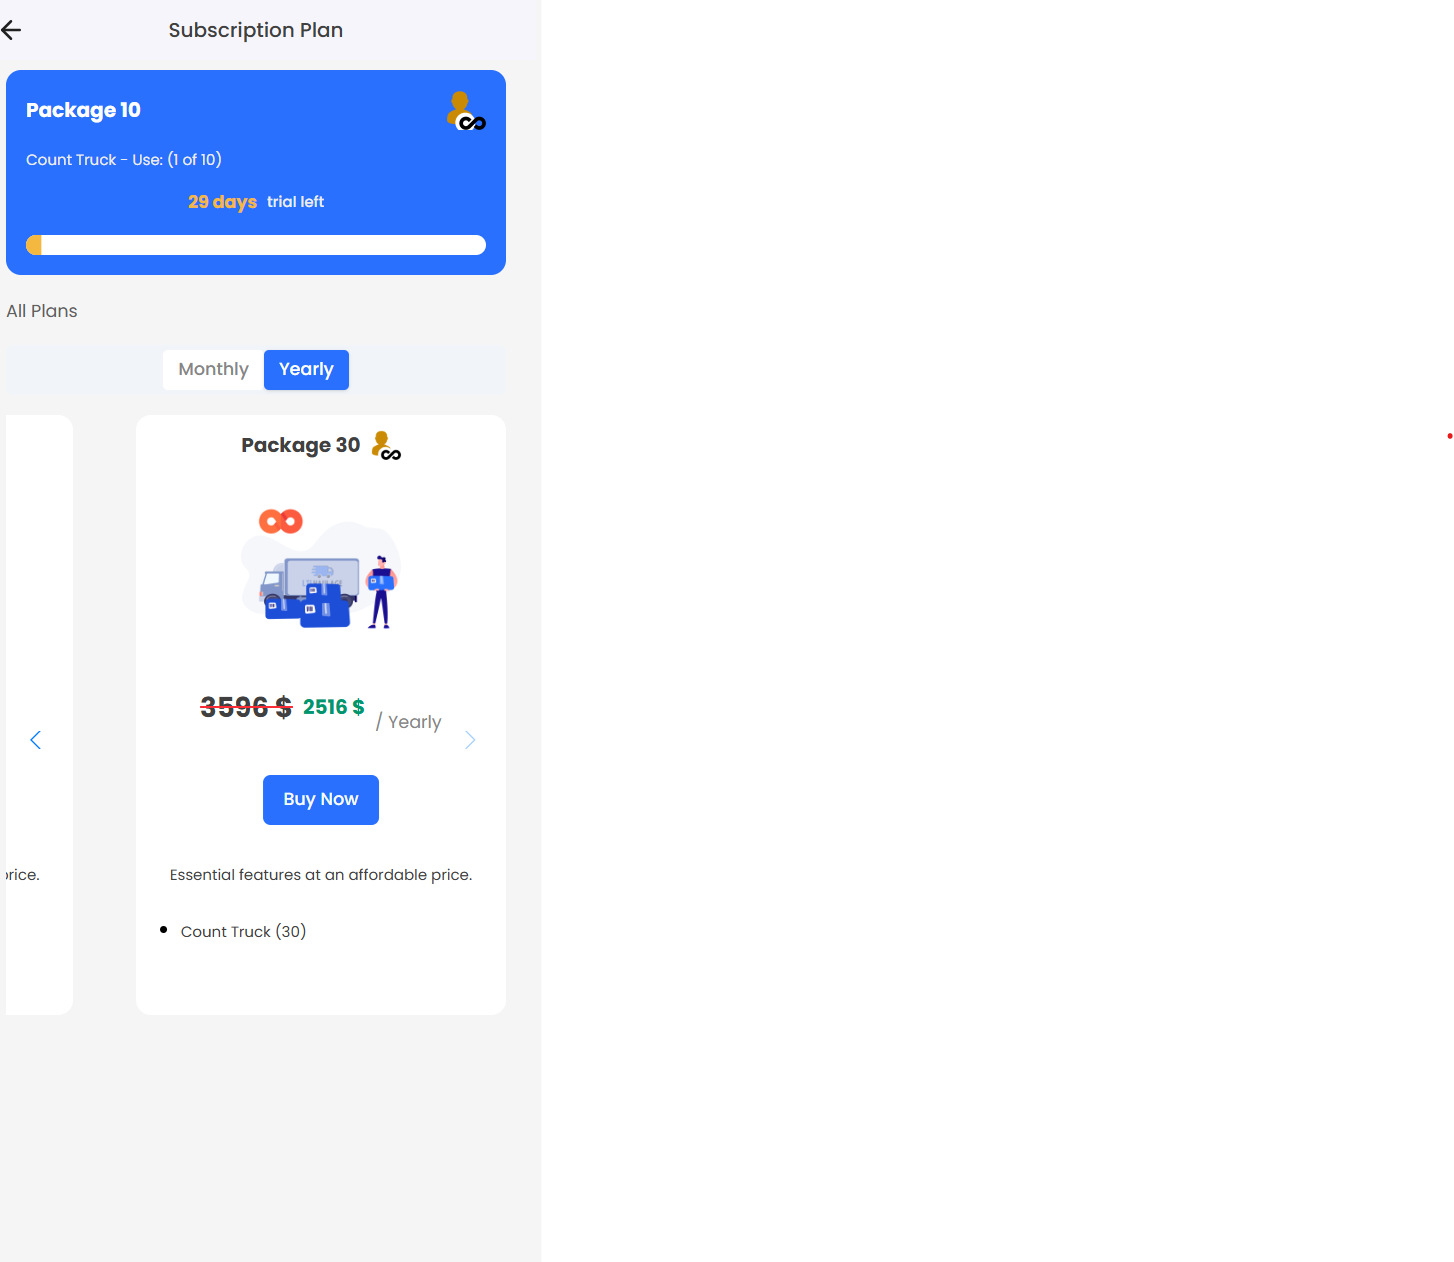 Subscription Plan
Package 10
Count Truck - Use: (1 of 10)
29 days trial left
All Plans
Monthly Yearly
Package 30
3596 $ 2516 $ / Yearly
Buy Now
rice.
Essential features at an affordable price.
Count Truck (30)